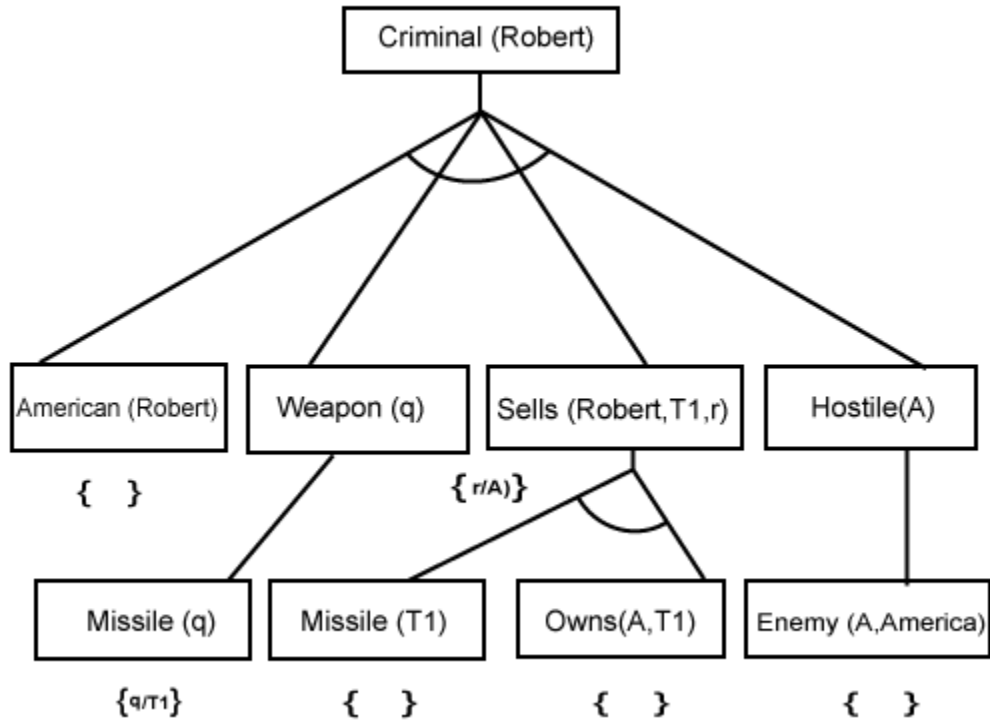 Criminal (Robert)
American (Robert)
Weapon (q)
Sells (Robert,T1,r)
Hostile(A)
{ }
{ r/A)}
Missile (q)
Missile (T1)
Owns(A,T1)
Enemy (A,America)
{q/T1}
{ }
{ }
{ }